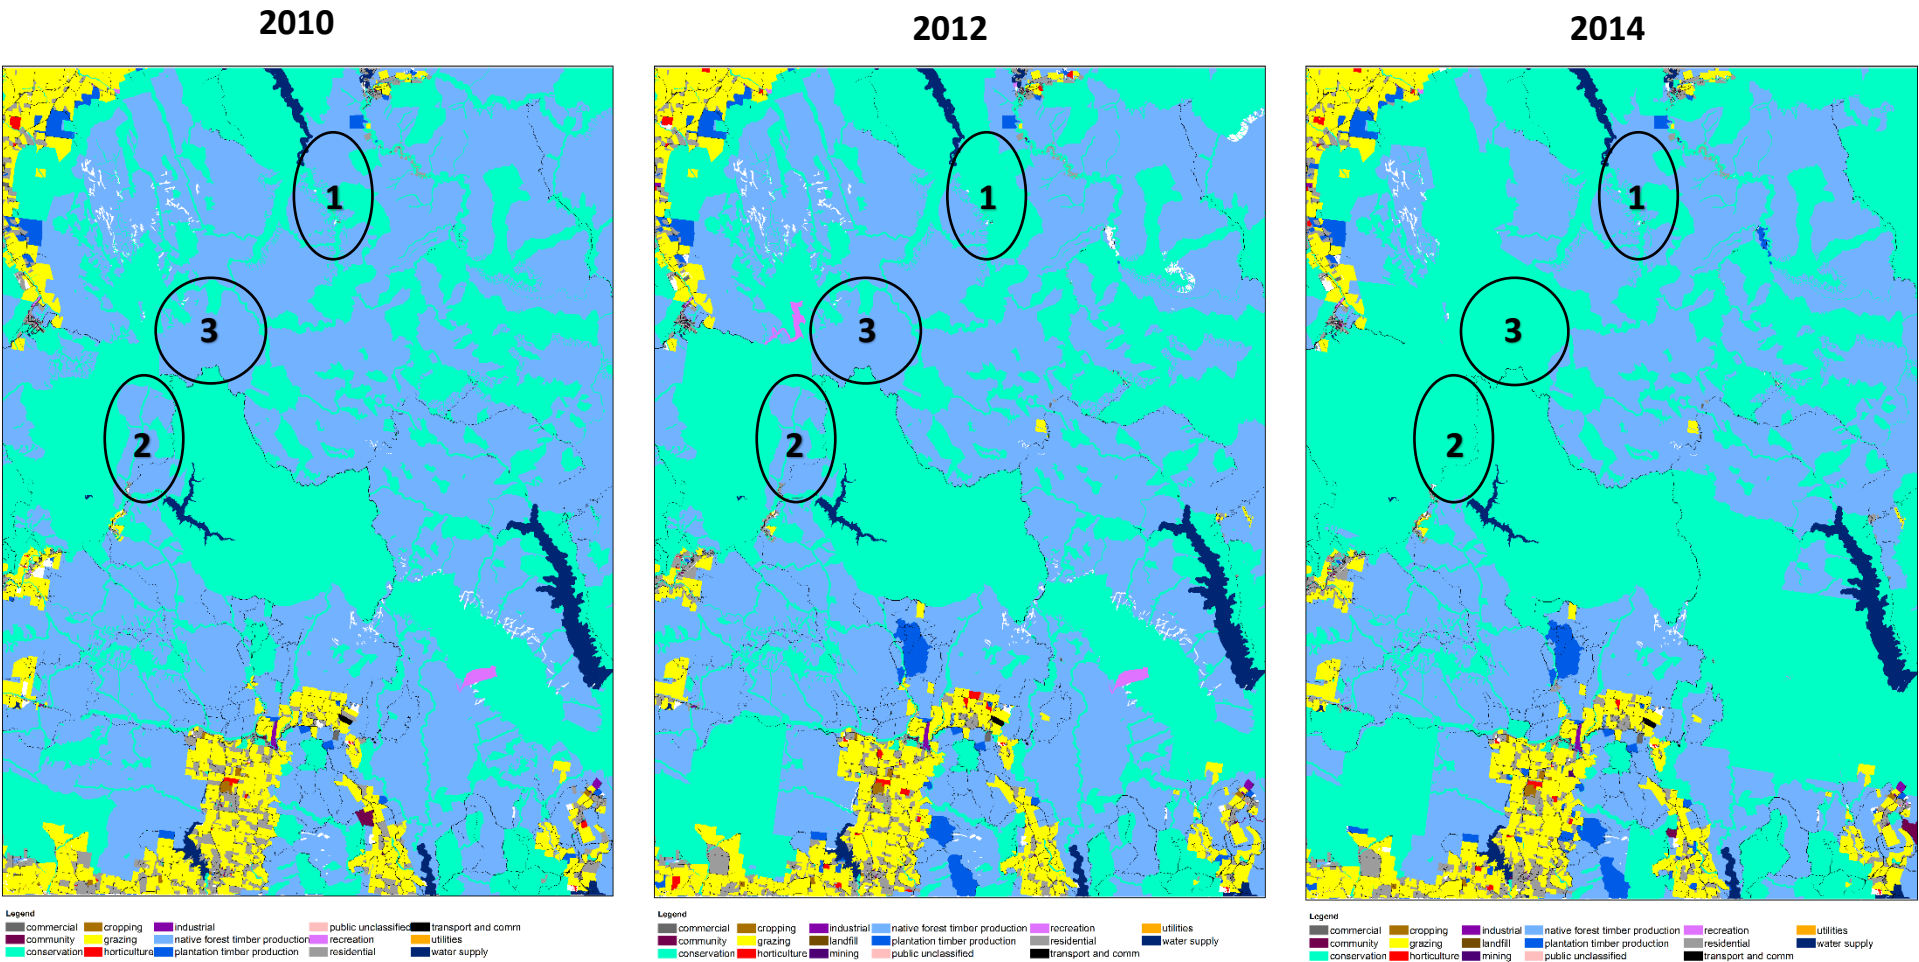 2010
2012
2014
1
3
2
1
3
2
1
3
2
Legend
commercial cropping industrial public unclassified transport and comm
community grazing native forest timber production recreation utilities
conservation horticulture plantation timber production residential water supply
Legend
commercial cropping industrial native forest timber production recreation utilities
community grazing landfill plantation timber production residential water supply
conservation horticulture mining public unclassified transport and comm
Legend
commercial cropping industrial native forest timber production recreation utilities
community grazing landfill plantation timber production residential water supply
conservation horticulture mining public unclassified transport and comm